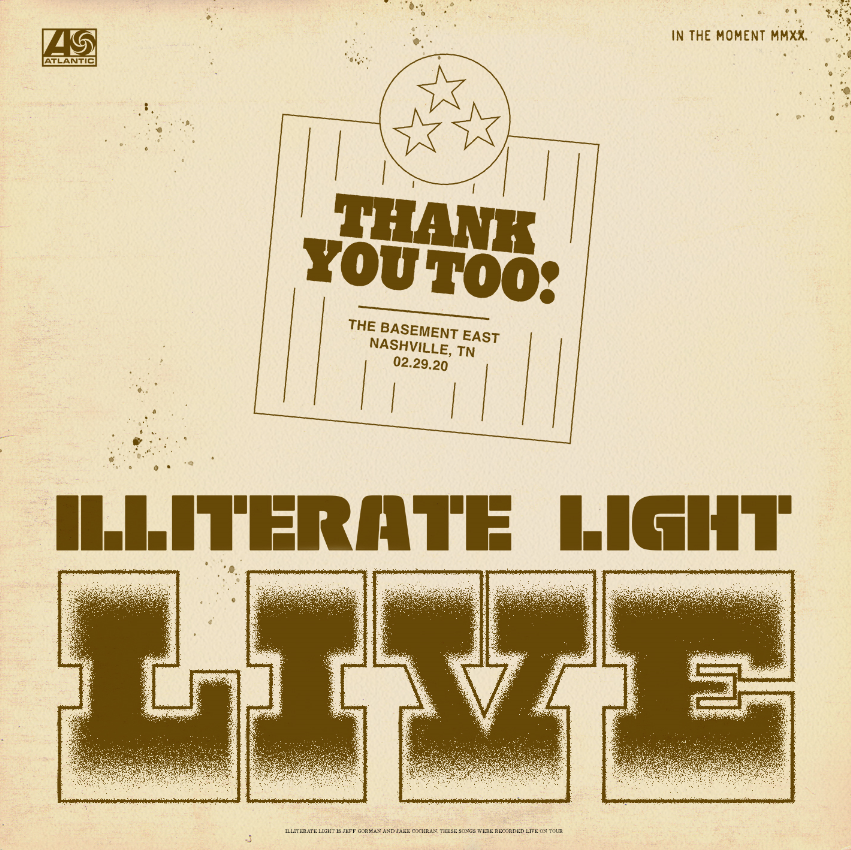 ATLANTIC
IN THE MOMENT MMXX.
THANK
YOU TOO!
THE BASEMENT EAST
NASHVILLE, TN
02.29.20
ILLITERATE LIGHT
LIVE
ILLITERATE LIGHT IS JEFF GORMAN AND JAKE COCHRAN. THESE SONGS WERE RECORDED LIVE ON TOUR